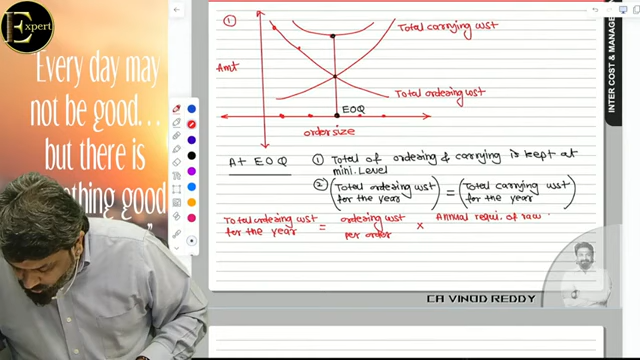 Expert
"Every day may
not be good...
but there is
thing good
①
Total carrying cost
Amt
Total ordering cost
EOQ
order size
At EOQ
① Total of ordering & carrying is kept at
mini. Level
② (Total ordering cost for the year) = (Total carrying cost for the year)
Total ordering cost for the year = ordering cost per order × Annual requi. of raw
CA VINOD REDDY
INTER COST & MANAGE